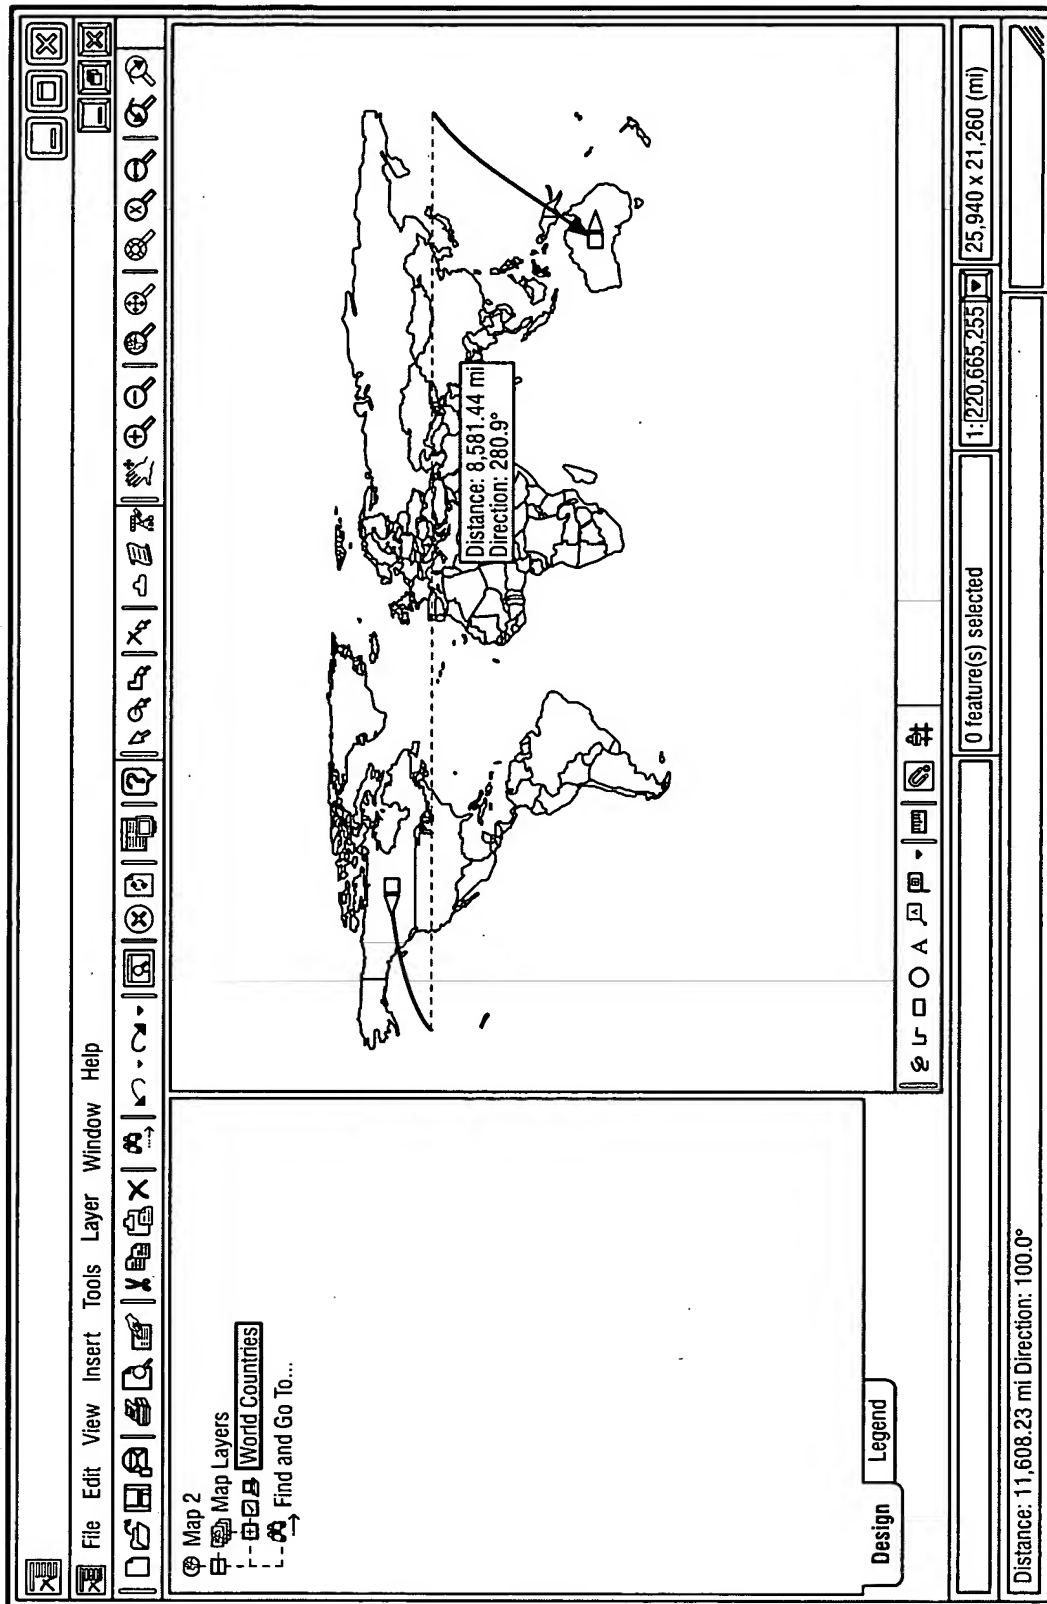 File Edit View Insert Tools Layer Window Help
Map 2
Map Layers
World Countries
Find and Go To...
Distance: 8,581.44 mi
Direction: 280.9°
Design
Legend
A
0 feature(s) selected
1:220,665,255
25,940 x 21,260 (mi)
Distance: 11,608.23 mi Direction: 100.0°